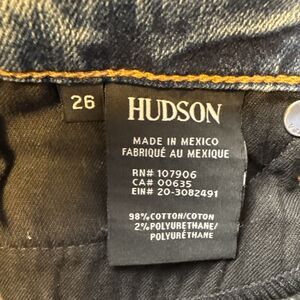 26
HUDSON
MADE IN MEXICO
FABRIQUÉ AU MEXIQUE
RN# 107906
CA# 00635
EIN# 20-3082491
98% COTTON/COTON
2% POLYURETHANE/
POLYURÉTHANE